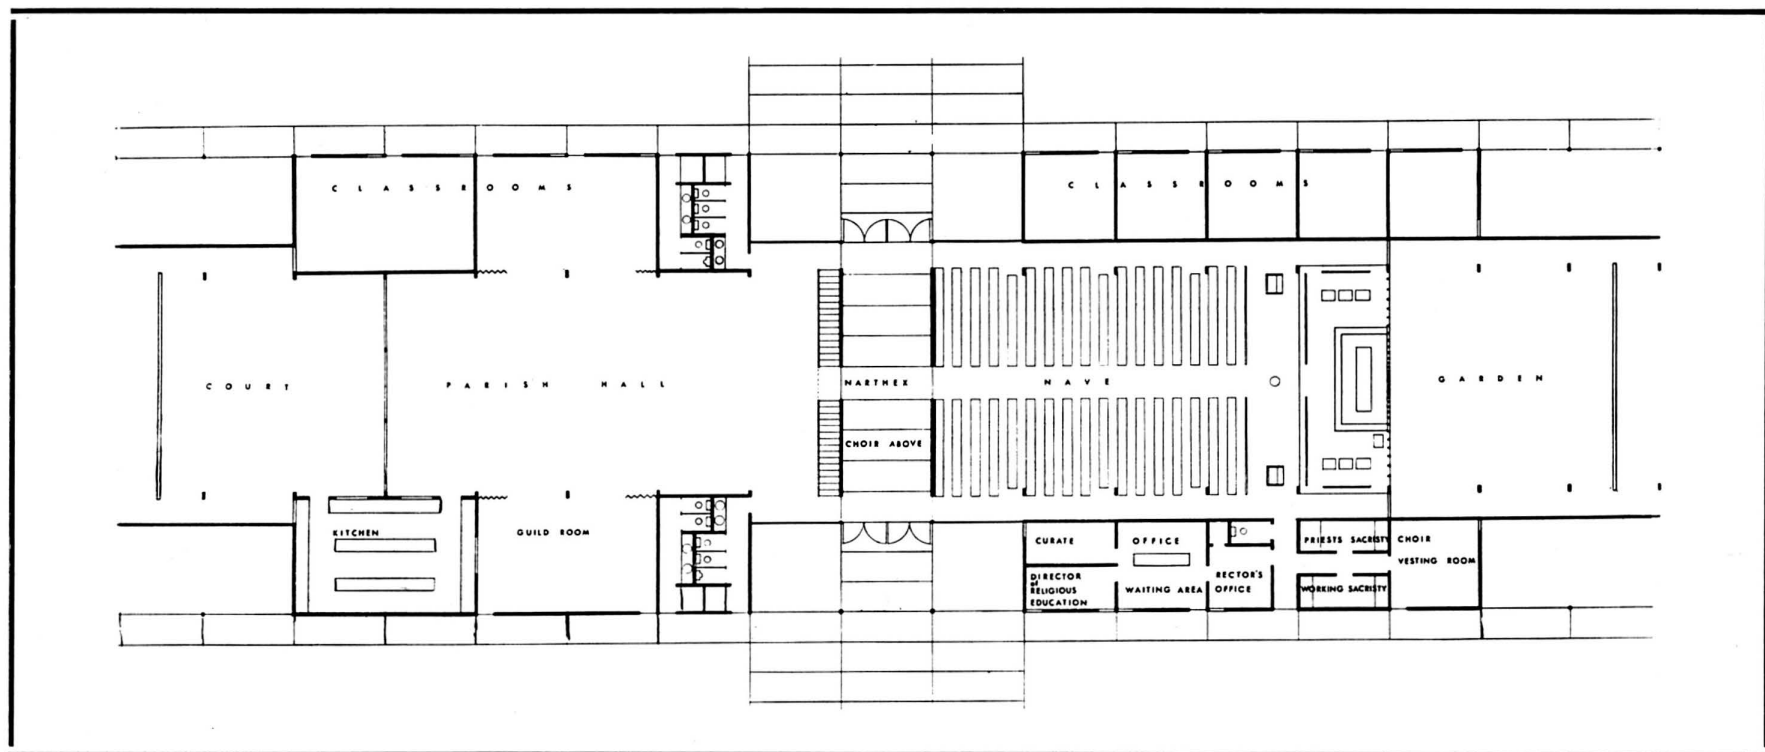 CLASSROOMS
CLASSROOMS
COURT
PARISH HALL
NARTHEX
NAVE
GARDEN
CHOIR ABOVE
KITCHEN
GUILD ROOM
CURATE
OFFICE
PRIESTS SACRISTY
CHOIR
VESTING ROOM
DIRECTOR
of
RELIGIOUS
EDUCATION
WAITING AREA
RECTOR'S
OFFICE
WORKING SACRISTY